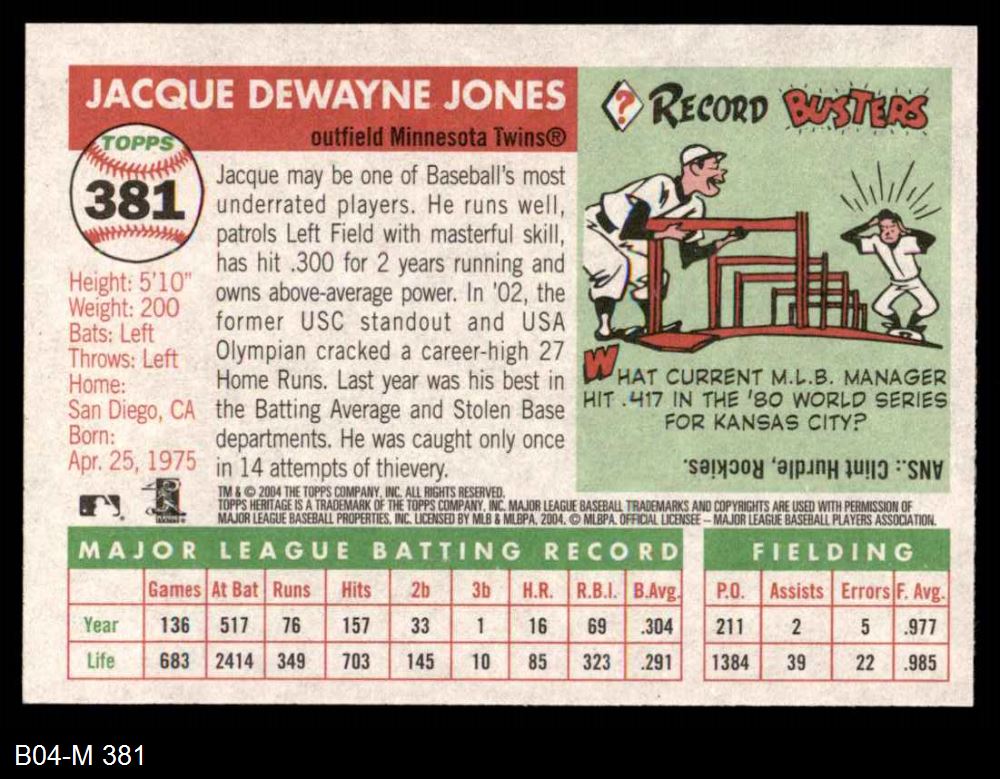 JACQUE DEWAYNE JONES
outfield Minnesota Twins®
TOPPS
381
Height: 5'10"
Weight: 200
Bats: Left
Throws: Left
Home:
San Diego, CA
Born:
Apr. 25, 1975
Jacque may be one of Baseball's most
underrated players. He runs well,
patrols Left Field with masterful skill,
has hit .300 for 2 years running and
owns above-average power. In '02, the
former USC standout and USA
Olympian cracked a career-high 27
Home Runs. Last year was his best in
the Batting Average and Stolen Base
departments. He was caught only once
in 14 attempts of thievery.
? RECORD BUSTERS
WHAT CURRENT M.L.B. MANAGER
HIT .417 IN THE '80 WORLD SERIES
FOR KANSAS CITY?
ANS.: Clint Hurdle, Rockies.
TM & © 2004 THE TOPPS COMPANY, INC. ALL RIGHTS RESERVED.
TOPPS HERITAGE IS A TRADEMARK OF THE TOPPS COMPANY, INC. MAJOR LEAGUE BASEBALL TRADEMARKS AND COPYRIGHTS ARE USED WITH PERMISSION OF
MAJOR LEAGUE BASEBALL PROPERTIES, INC. LICENSED BY MLB & MLBPA, 2004. © MLBPA. OFFICIAL LICENSEE – MAJOR LEAGUE BASEBALL PLAYERS ASSOCIATION.
MAJOR LEAGUE BATTING RECORD FIELDING
Games At Bat Runs Hits 2b 3b H.R. R.B.I. B.Avg. P.O. Assists Errors F. Avg.
Year 136 517 76 157 33 1 16 69 .304 211 2 5 .977
Life 683 2414 349 703 145 10 85 323 .291 1384 39 22 .985
B04-M 381